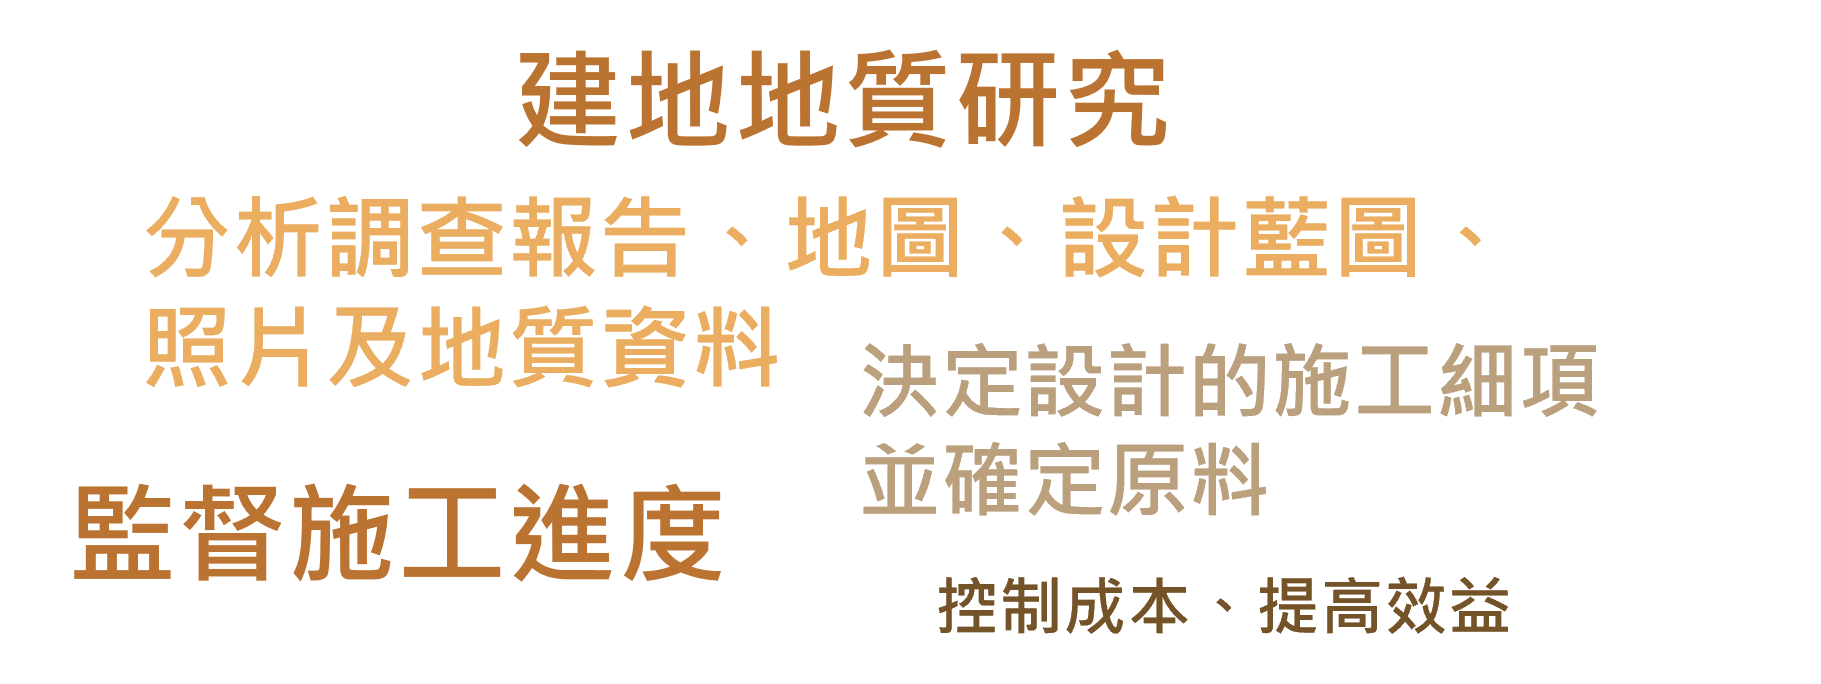 建地地質研究
分析調查報告、地圖、設計藍圖、
照片及地質資料
決定設計的施工細項
並確定原料
監督施工進度
控制成本、提高效益